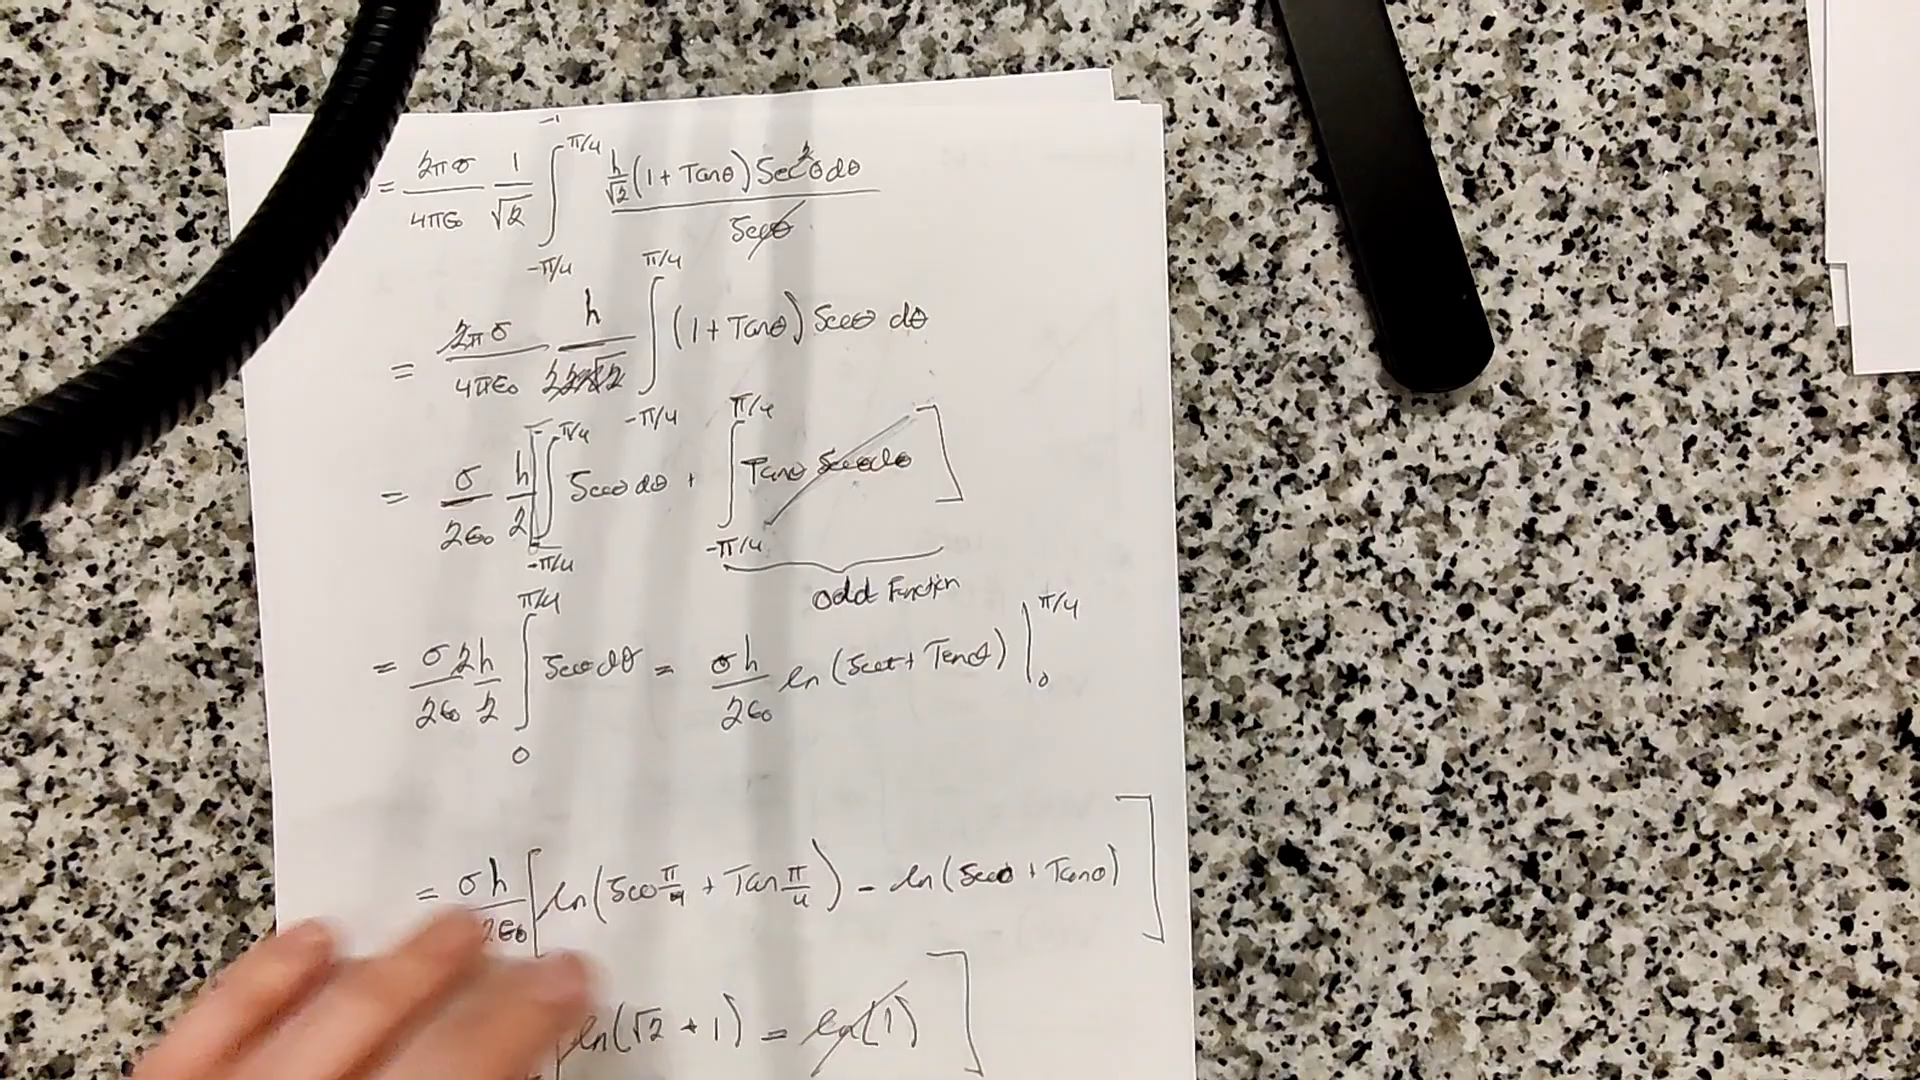 = 2πσ/4πε₀ 1/√2 ∫_{-π/4}^{π/4} h/√2 (1 + Tanθ) Sec²θ dθ / Secθ
= 2πσ/4πε₀ h/2 ∫_{-π/4}^{π/4} (1 + Tanθ) Secθ dθ
= σ/2ε₀ h/2 [ ∫_{-π/4}^{π/4} Secθ dθ + ∫_{-π/4}^{π/4} Tanθ Secθ dθ ]
odd Function
= σ/2ε₀ 2h/2 ∫_0^{π/4} Secθ dθ = σh/2ε₀ ln (Secθ + Tanθ) |_0^{π/4}
= σh/2ε₀ [ ln (Sec π/4 + Tan π/4) - ln (Sec0 + Tan0) ]
ln(√2 + 1) = ln(1) ]